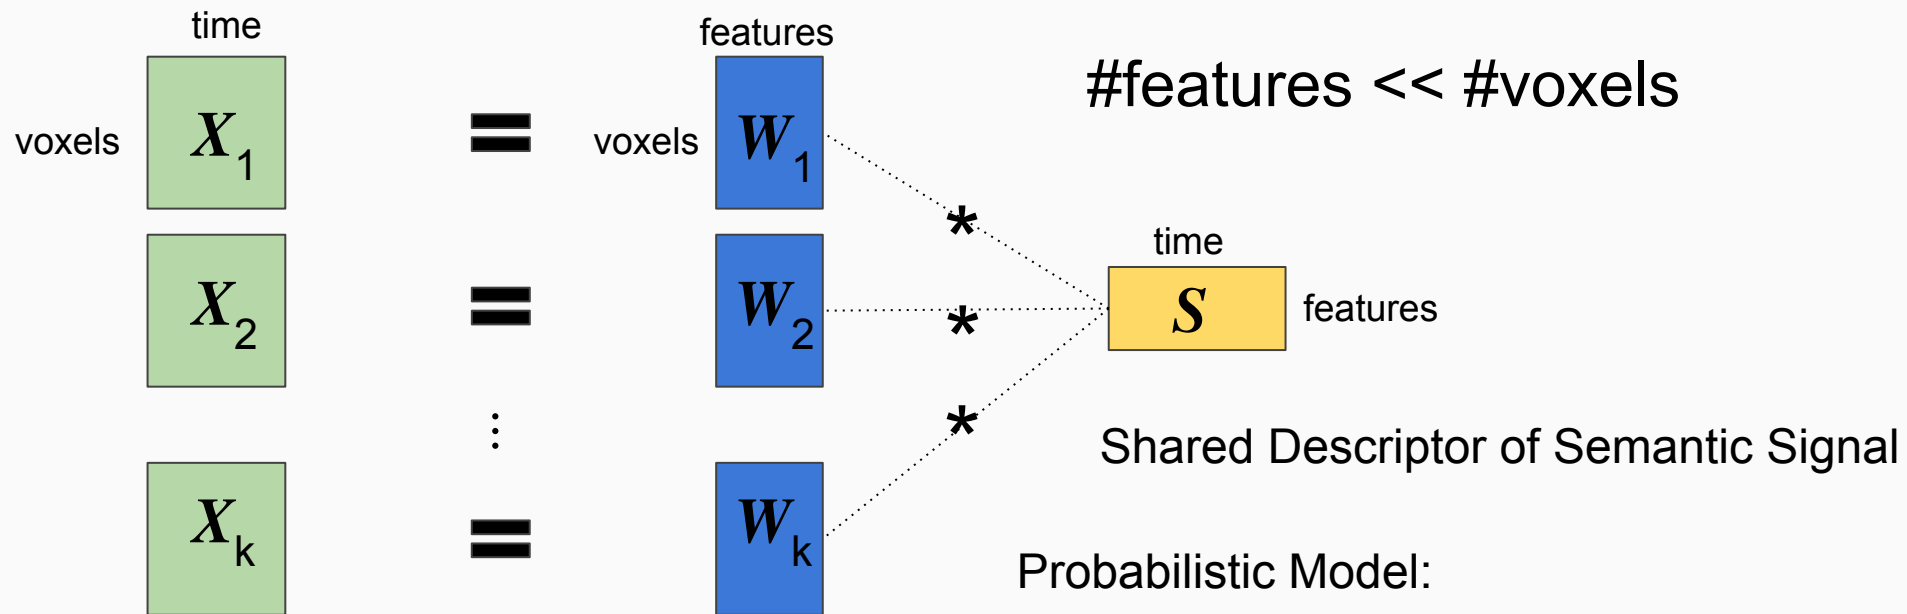 time
features
#features << #voxels
voxels
X1
=
voxels
W1
*
time
X2
=
W2
*
S
features
⋮
*
Shared Descriptor of Semantic Signal
Xk
=
Wk
Probabilistic Model: